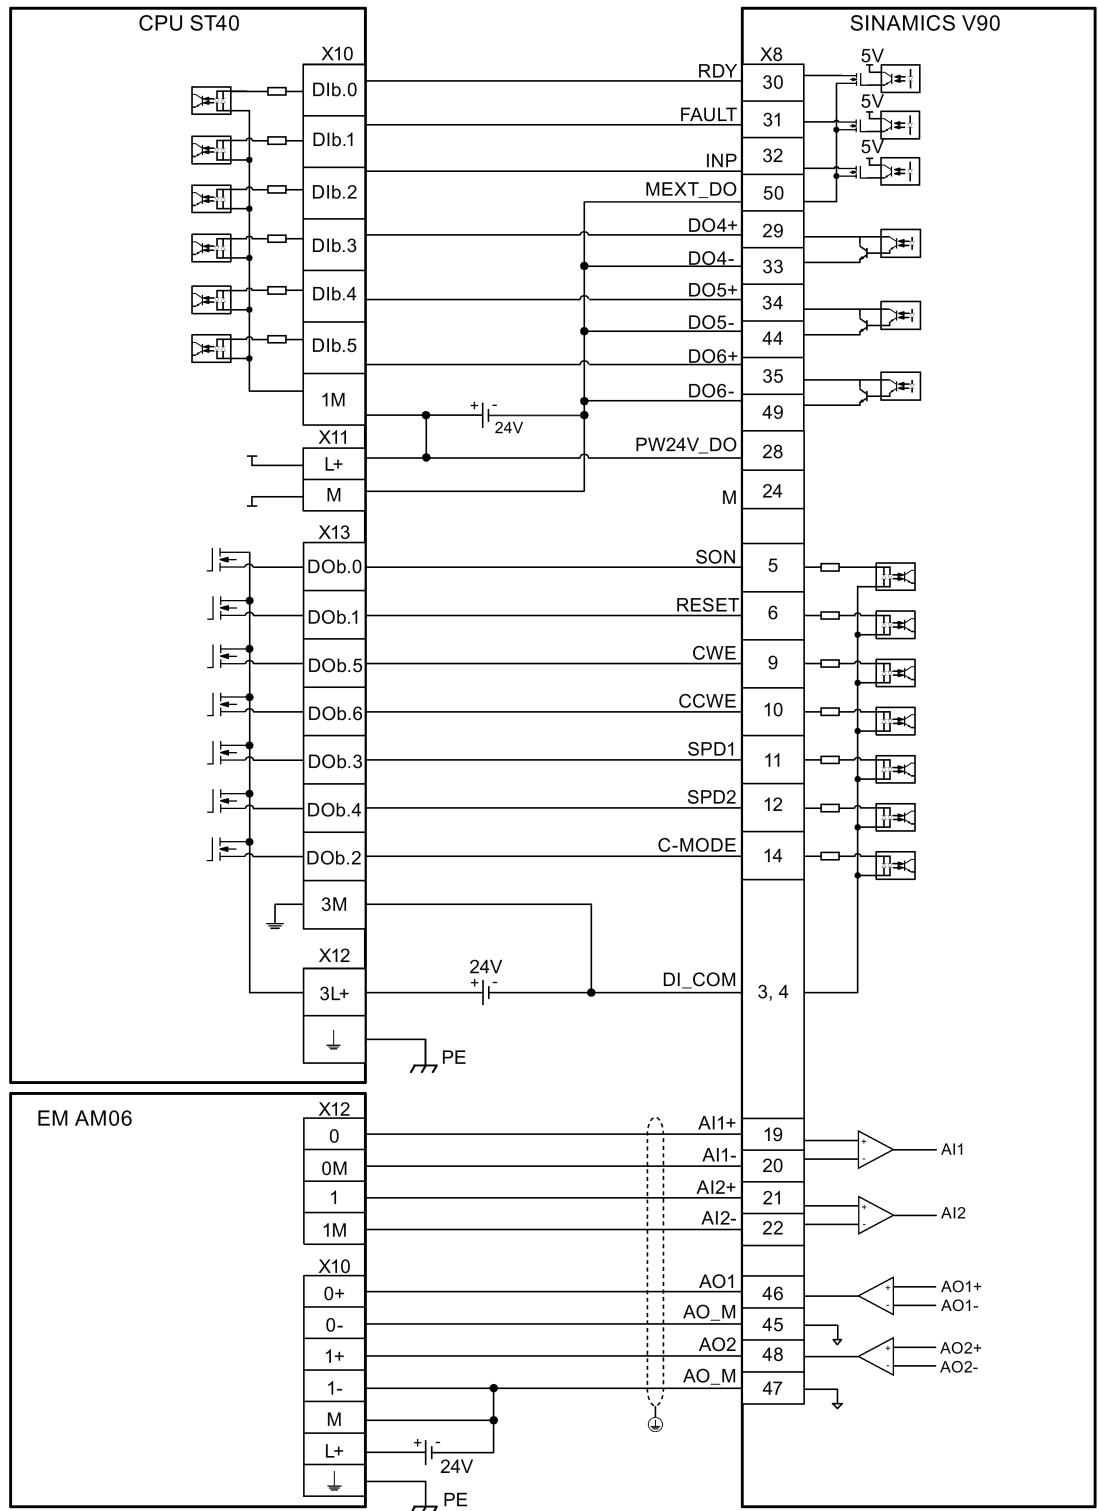 CPU ST40
SINAMICS V90
X10
X8
DIb.0
RDY
30
5V
DIb.1
FAULT
31
5V
DIb.2
INP
32
5V
MEXT_DO
50
DIb.3
DO4+
29
DO4-
33
DIb.4
DO5+
34
DIb.5
DO5-
44
DO6+
35
1M
DO6-
49
+ -
24V
X11
L+
PW24V_DO
28
M
M
24
X13
DOb.0
SON
5
DOb.1
RESET
6
DOb.5
CWE
9
DOb.6
CCWE
10
DOb.3
SPD1
11
DOb.4
SPD2
12
DOb.2
C-MODE
14
3M
X12
24V
+ -
3L+
DI_COM
3, 4
PE
EM AM06
X12
0
AI1+
19
+
AI1
0M
AI1-
20
-
1
AI2+
21
+
AI2
1M
AI2-
22
-
X10
0+
AO1
46
+
AO1+
-
AO1-
0-
AO_M
45
1+
AO2
48
+
AO2+
-
AO2-
1-
AO_M
47
M
L+
+ -
24V
PE